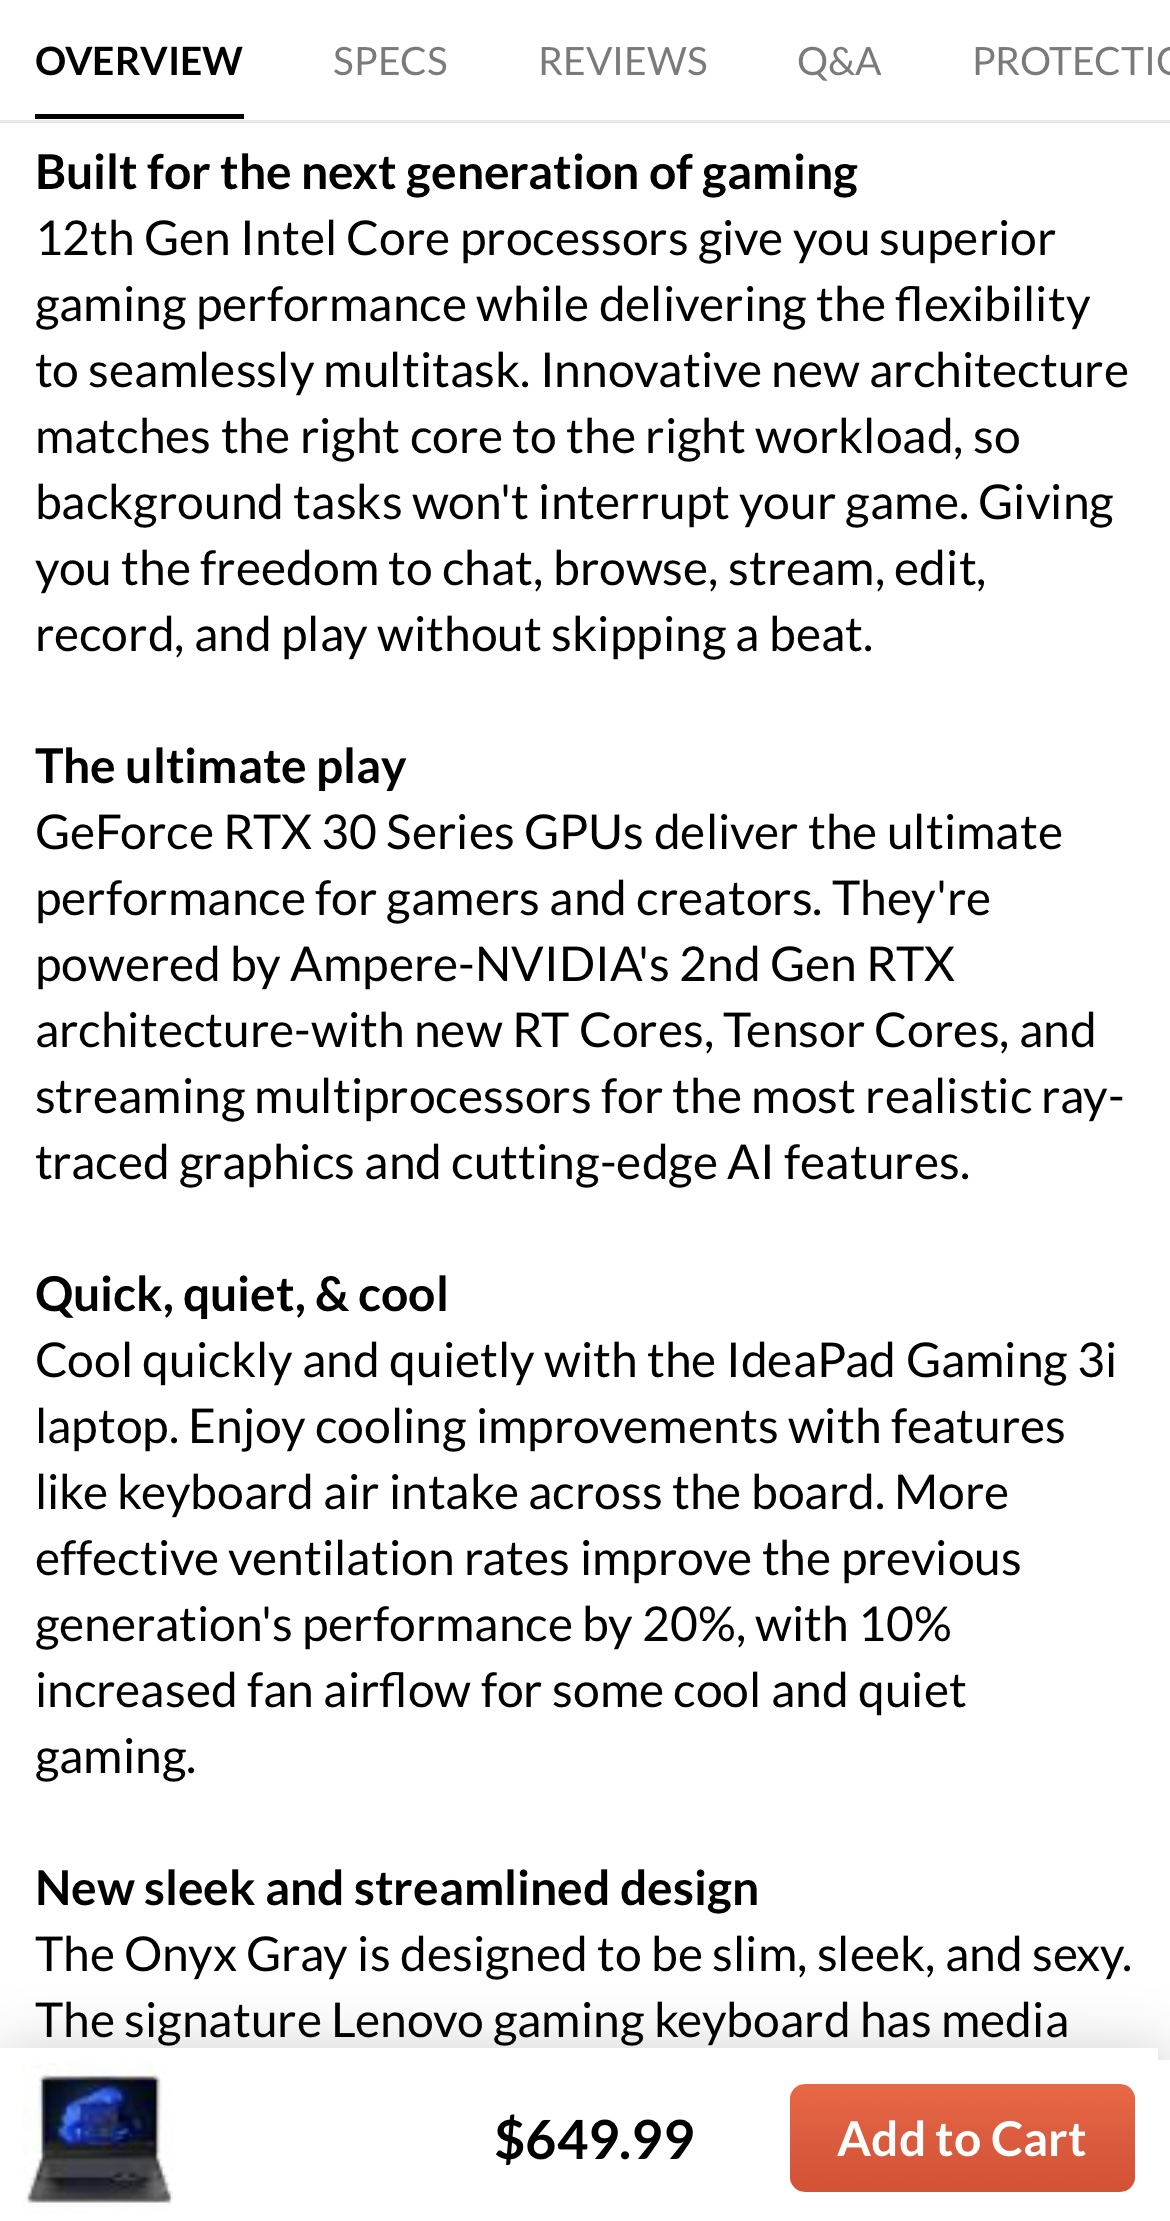 OVERVIEW SPECS REVIEWS Q&A PROTECTIO
Built for the next generation of gaming
12th Gen Intel Core processors give you superior
gaming performance while delivering the flexibility
to seamlessly multitask. Innovative new architecture
matches the right core to the right workload, so
background tasks won't interrupt your game. Giving
you the freedom to chat, browse, stream, edit,
record, and play without skipping a beat.
The ultimate play
GeForce RTX 30 Series GPUs deliver the ultimate
performance for gamers and creators. They're
powered by Ampere-NVIDIA's 2nd Gen RTX
architecture-with new RT Cores, Tensor Cores, and
streaming multiprocessors for the most realistic ray-
traced graphics and cutting-edge AI features.
Quick, quiet, & cool
Cool quickly and quietly with the IdeaPad Gaming 3i
laptop. Enjoy cooling improvements with features
like keyboard air intake across the board. More
effective ventilation rates improve the previous
generation's performance by 20%, with 10%
increased fan airflow for some cool and quiet
gaming.
New sleek and streamlined design
The Onyx Gray is designed to be slim, sleek, and sexy.
The signature Lenovo gaming keyboard has media
$649.99 Add to Cart